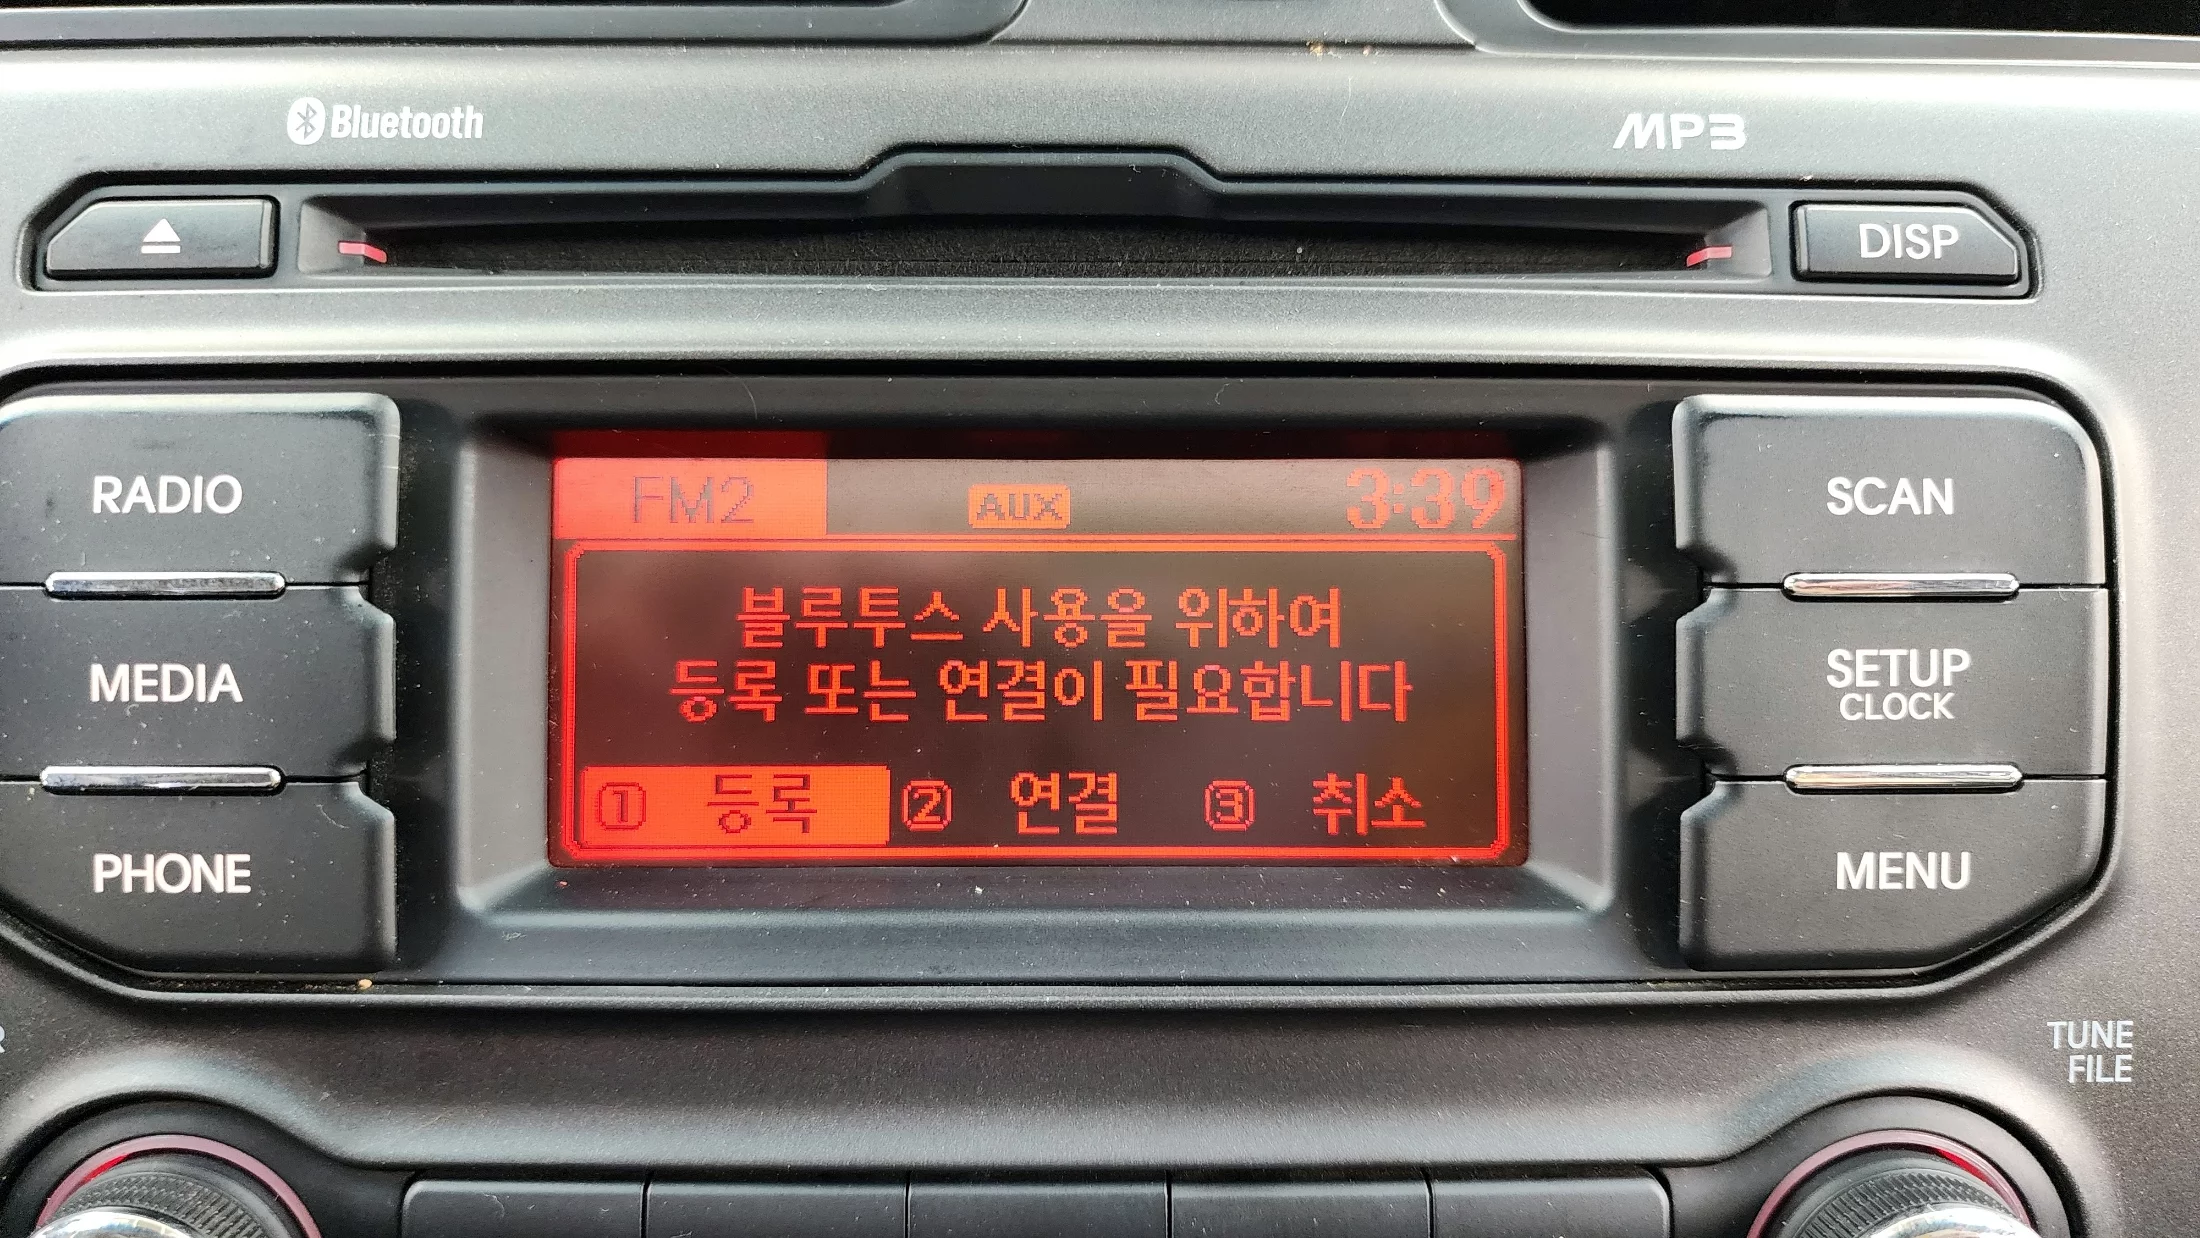 Bluetooth
MP3
DISP
RADIO
MEDIA
PHONE
FM2 AUX 3:39
블루투스 사용을 위하여
등록 또는 연결이 필요합니다
① 등록 ② 연결 ③ 취소
SCAN
SETUP
CLOCK
MENU
TUNE
FILE